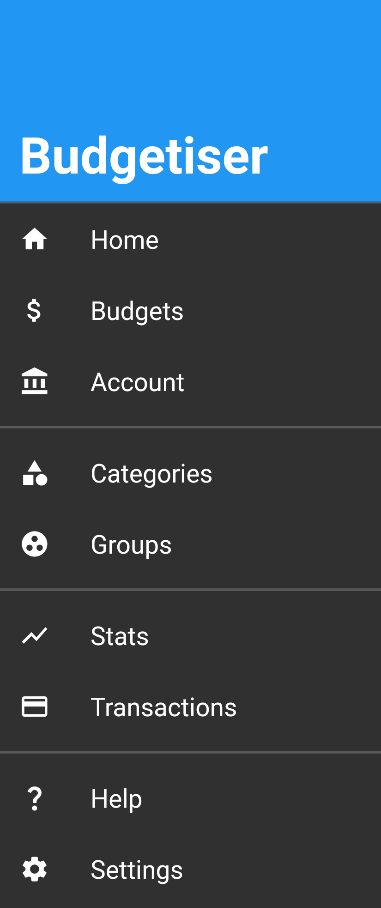 Budgetiser
Home
Budgets
Account
Categories
Groups
Stats
Transactions
Help
Settings